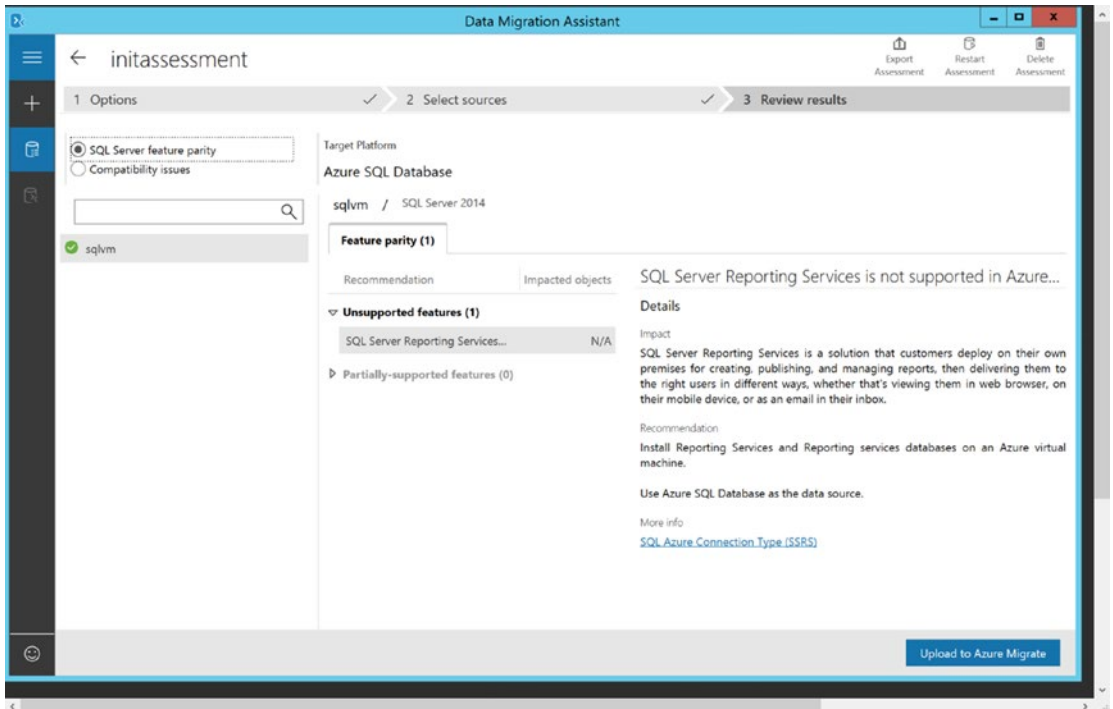 Data Migration Assistant
initassessment
Export Assessment
Restart Assessment
Delete Assessment
1 Options
2 Select sources
3 Review results
SQL Server feature parity
Compatibility issues
sqlvm
Target Platform
Azure SQL Database
sqlvm / SQL Server 2014
Feature parity (1)
Recommendation Impacted objects
Unsupported features (1)
SQL Server Reporting Services... N/A
Partially-supported features (0)
SQL Server Reporting Services is not supported in Azure...
Details
Impact
SQL Server Reporting Services is a solution that customers deploy on their own
premises for creating, publishing, and managing reports, then delivering them to
the right users in different ways, whether that's viewing them in web browser, on
their mobile device, or as an email in their inbox.
Recommendation
Install Reporting Services and Reporting services databases on an Azure virtual
machine.
Use Azure SQL Database as the data source.
More info
SQL Azure Connection Type (SSRS)
Upload to Azure Migrate